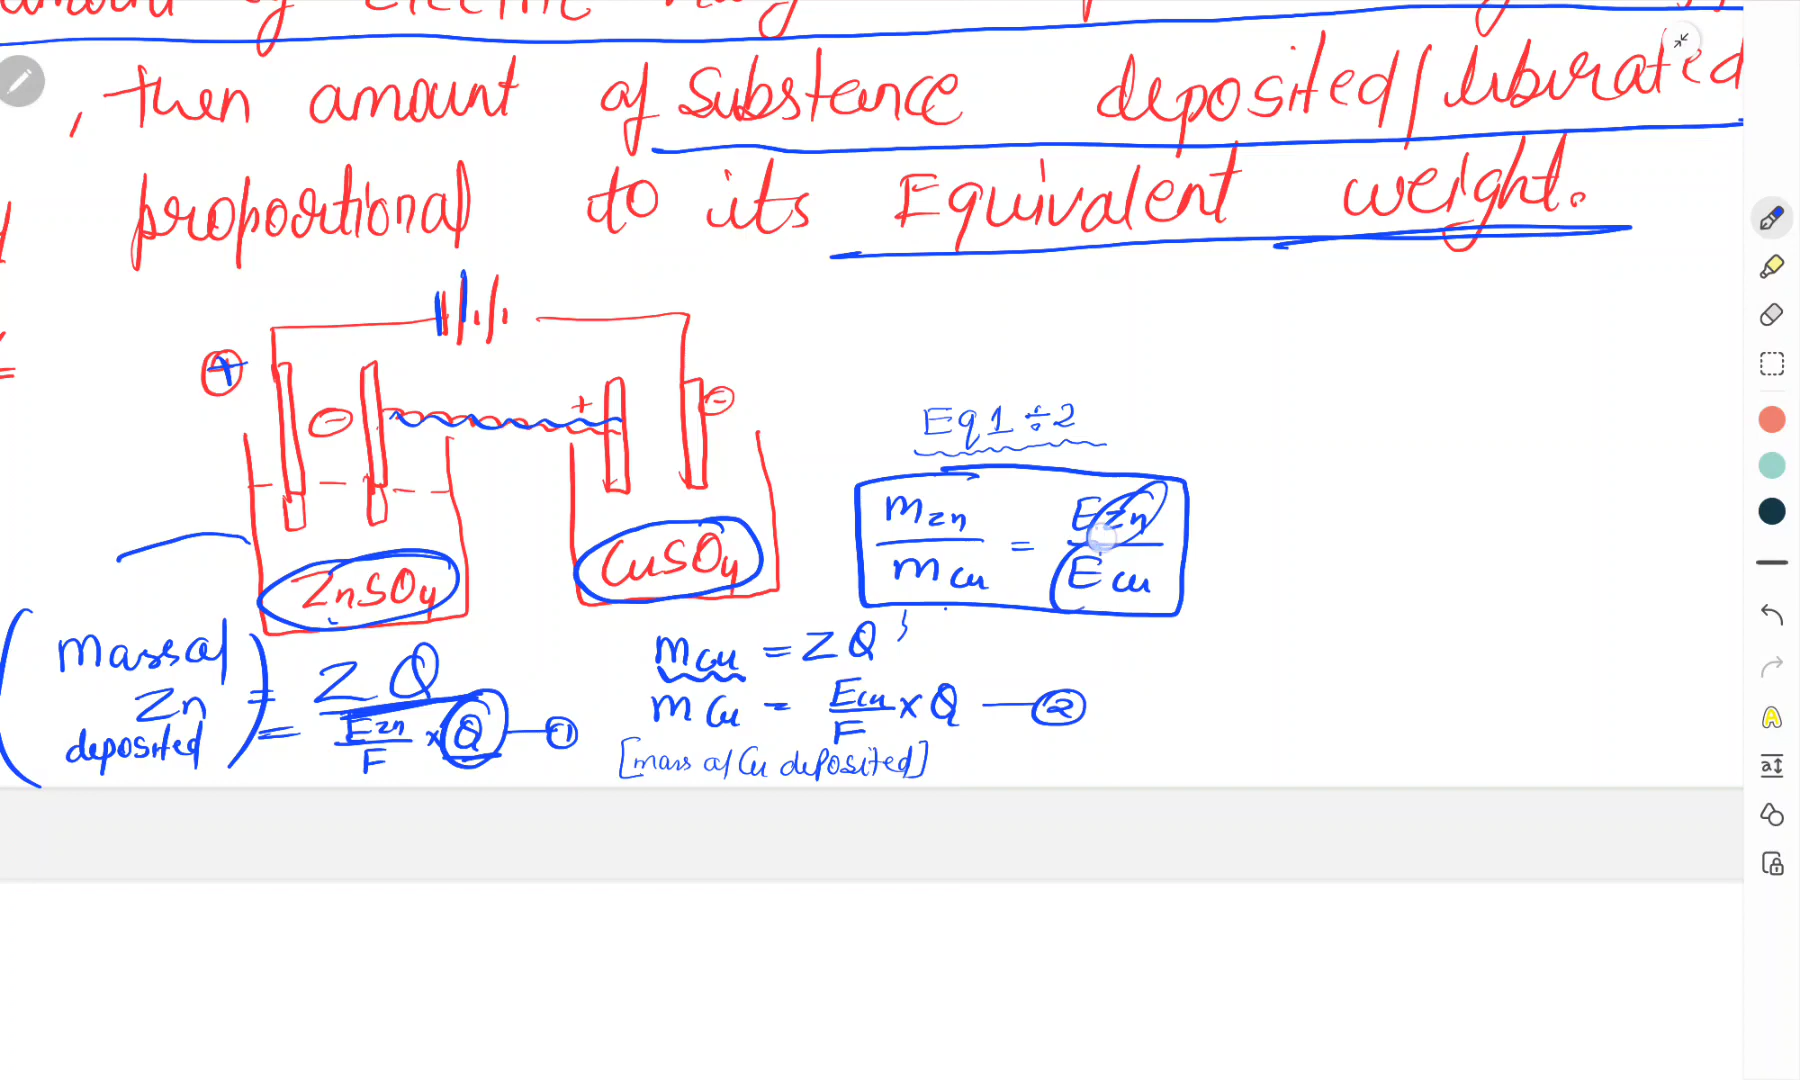 , then amount of Substance deposited/liberated
proportional to its Equivalent weight.
+
-
+
-
ZnSO4
CuSO4
Eq 1 ÷ 2
mZn / mCu = EZn / ECu
(mass of Zn deposited) = Z Q
= EZn / F × Q —①
mCu = Z Q
mCu = ECu / F × Q —②
[mass of Cu deposited]